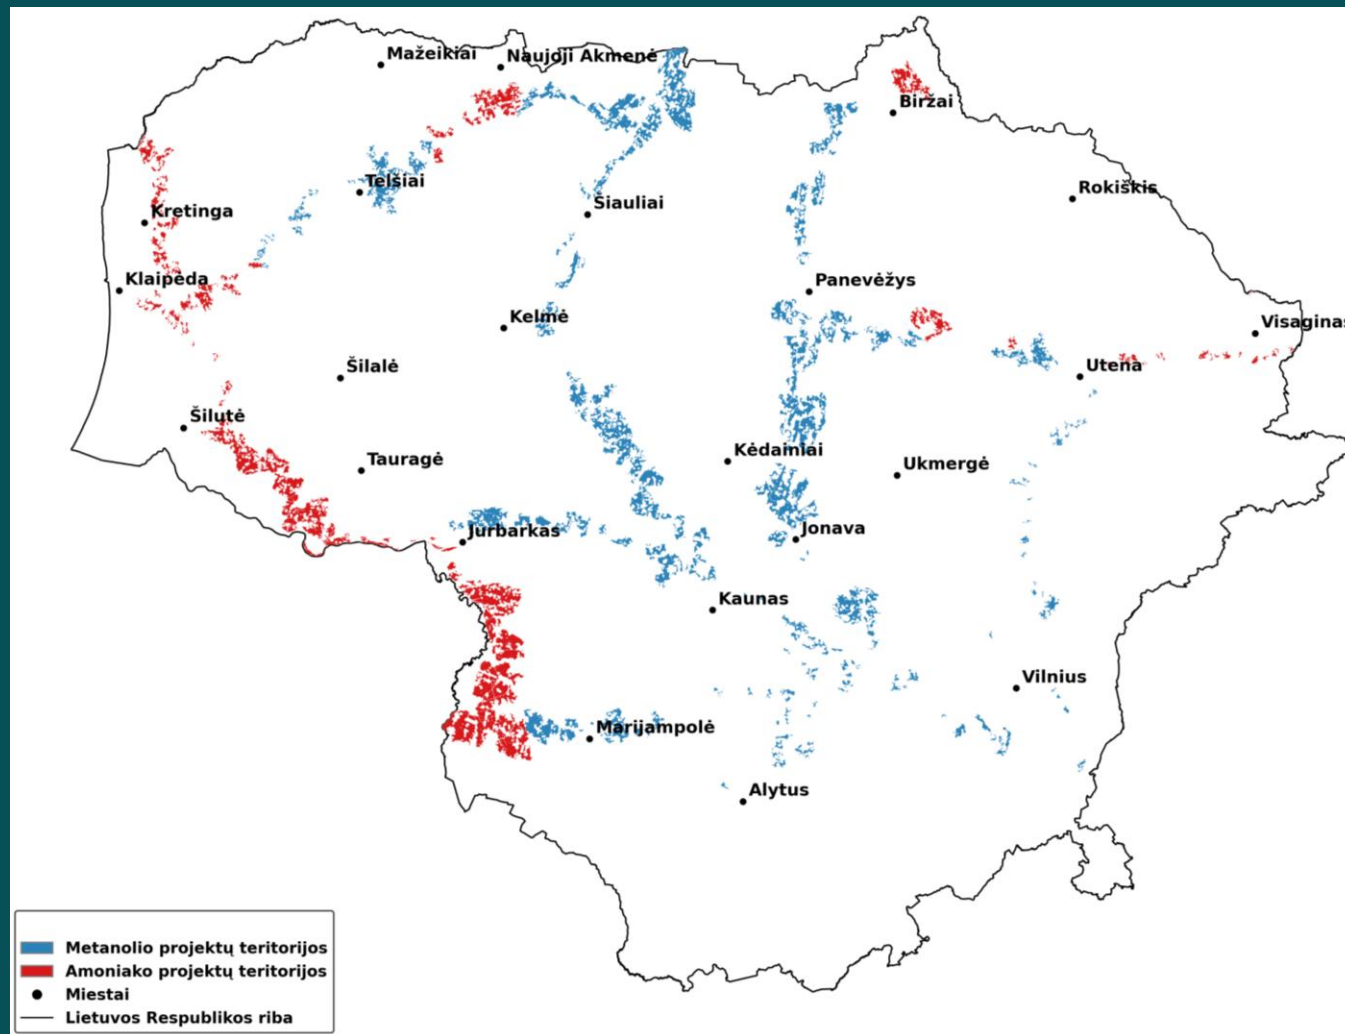 Mažeikiai
Naujoji Akmenė
Biržai
Telšiai
Rokiškis
Šiauliai
Kretinga
Klaipėda
Panevėžys
Kelmė
Visaginas
Šilalė
Utena
Šilutė
Kėdainiai
Tauragė
Ukmergė
Jurbarkas
Jonava
Kaunas
Vilnius
Marijampolė
Alytus
Metanolio projektų teritorijos
Amoniako projektų teritorijos
Miestai
Lietuvos Respublikos riba